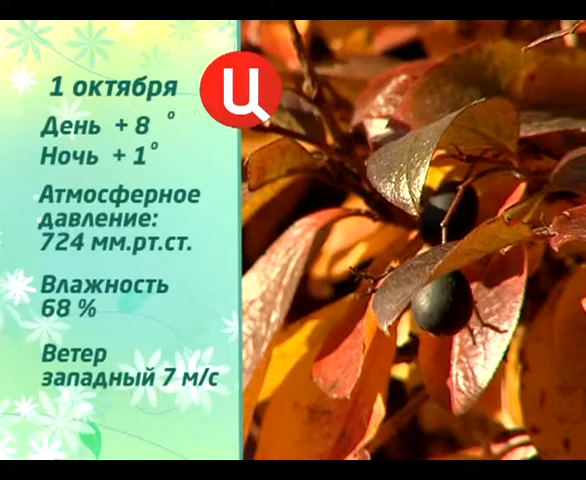 1 октября
Ц
День + 8°
Ночь + 1°
Атмосферное
давление:
724 мм.рт.ст.
Влажность
68 %
Ветер
западный 7 м/с